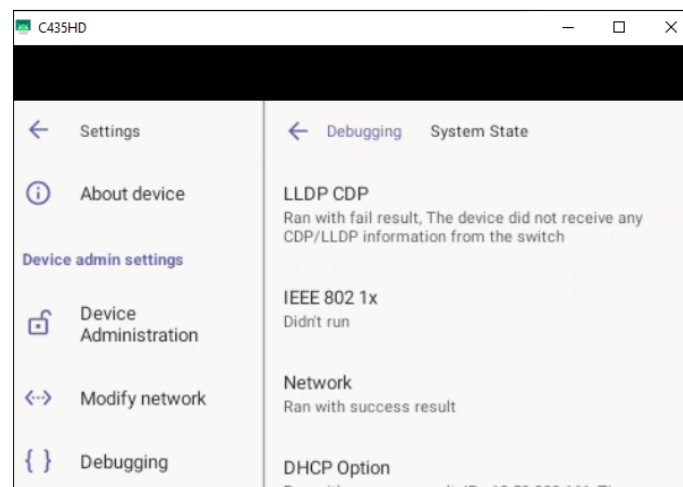 C435HD
Settings
Debugging System State
About device
LLDP CDP
Ran with fail result, The device did not receive any
CDP/LLDP information from the switch
Device admin settings
IEEE 802 1x
Didn't run
Device
Administration
Network
Ran with success result
Modify network
Debugging
DHCP Option